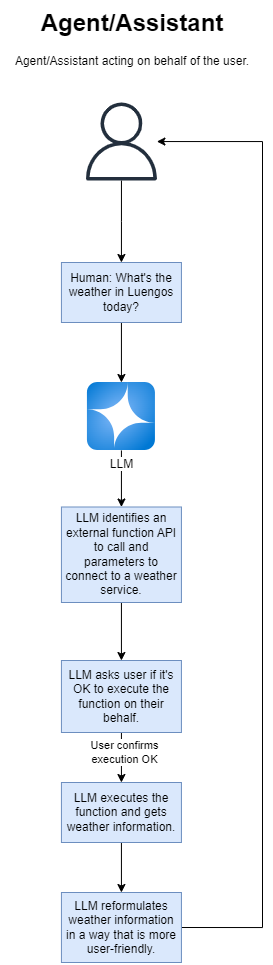 Agent/Assistant
Agent/Assistant acting on behalf of the user.
Human: What's the
weather in Luengos
today?
LLM
LLM identifies an
external function API
to call and
parameters to
connect to a weather
service.
LLM asks user if it's
OK to execute the
function on their
behalf.
User confirms
execution OK
LLM executes the
function and gets
weather information.
LLM reformulates
weather information
in a way that is more
user-friendly.